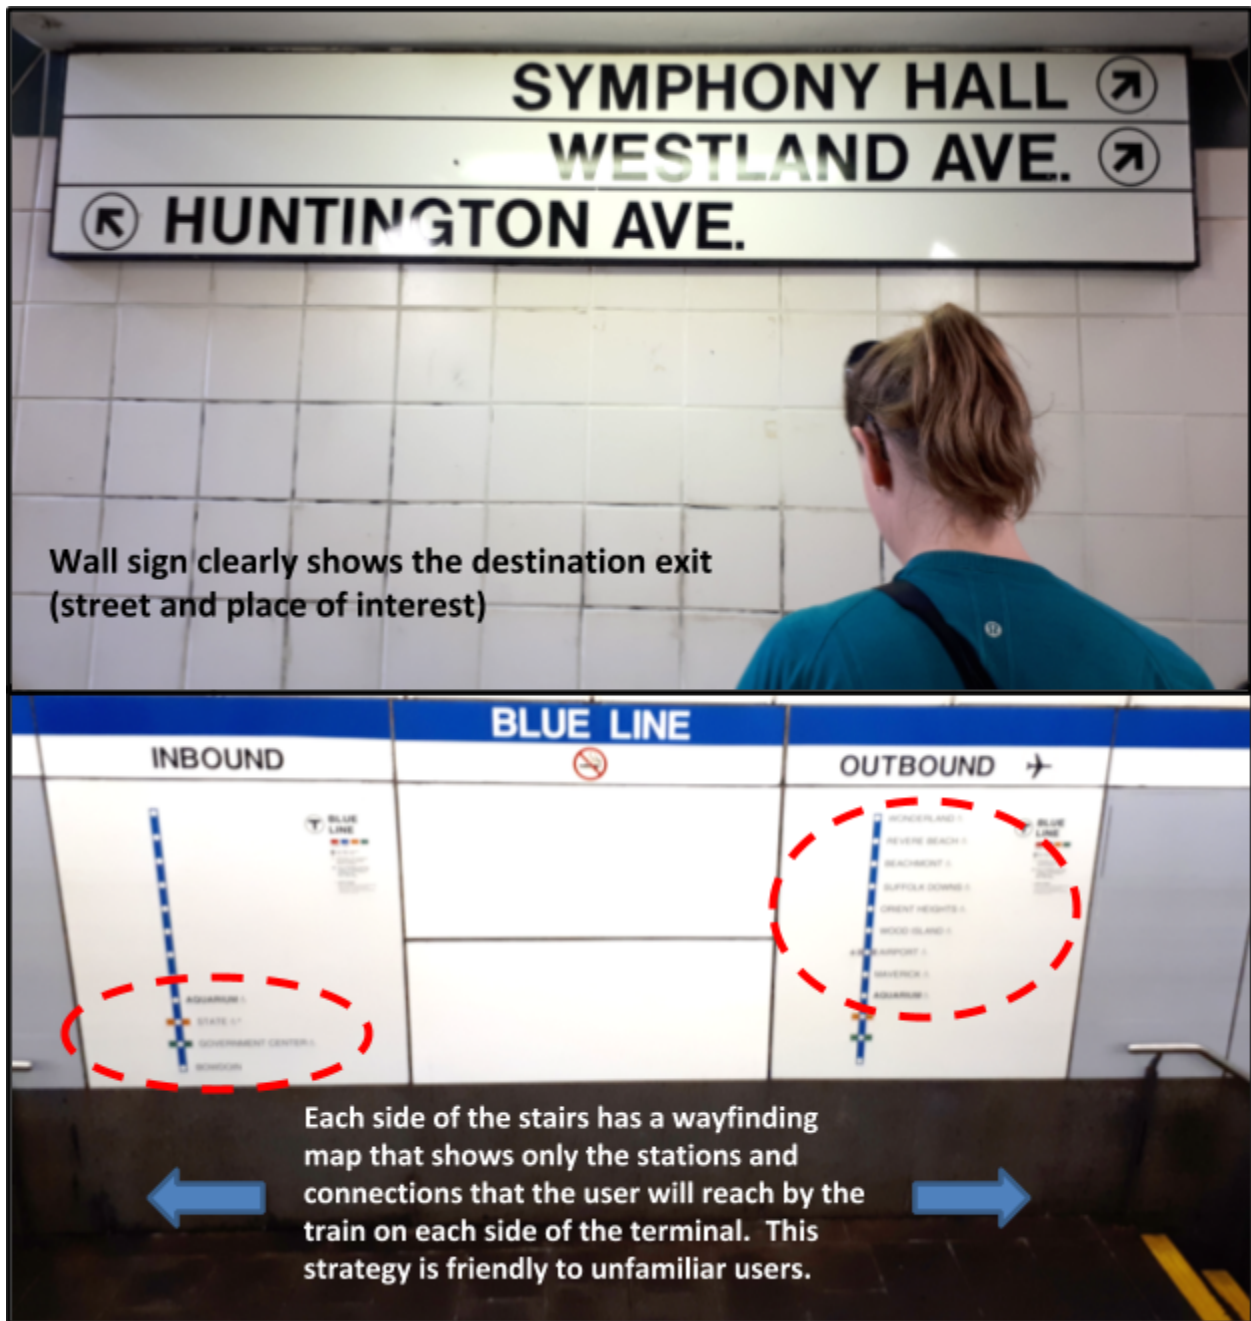 SYMPHONY HALL
WESTLAND AVE.
HUNTINGTON AVE.
Wall sign clearly shows the destination exit
(street and place of interest)
BLUE LINE
INBOUND
OUTBOUND
BLUE
LINE
AQUARIUM
STATE
GOVERNMENT CENTER
BOWDOIN
WONDERLAND
REVERE BEACH
BEACHMONT
SUFFOLK DOWNS
ORIENT HEIGHTS
WOOD ISLAND
AIRPORT
MAVERICK
AQUARIUM
BLUE
LINE
Each side of the stairs has a wayfinding
map that shows only the stations and
connections that the user will reach by the
train on each side of the terminal.  This
strategy is friendly to unfamiliar users.